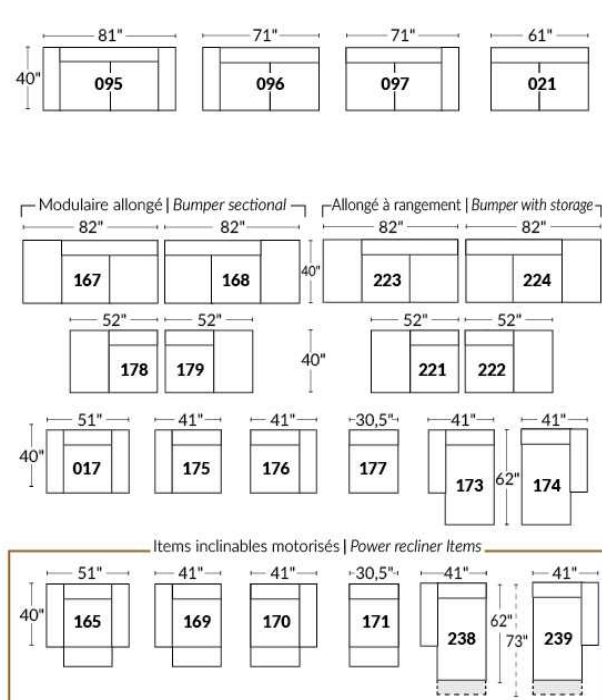 81" 71" 71" 61"
40" 095 096 097 021
Modulaire allongé | Bumper sectional Allongé à rangement | Bumper with storage
82" 82" 82" 82"
167 168 40" 223 224
52" 52" 52" 52"
178 179 40" 221 222
51" 41" 41" 30,5" 41" 41"
40" 017 175 176 177 173 62" 174
Items inclinables motorisés | Power recliner Items
51" 41" 41" 30,5" 41" 41"
40" 165 169 170 171 238 62" 73" 239